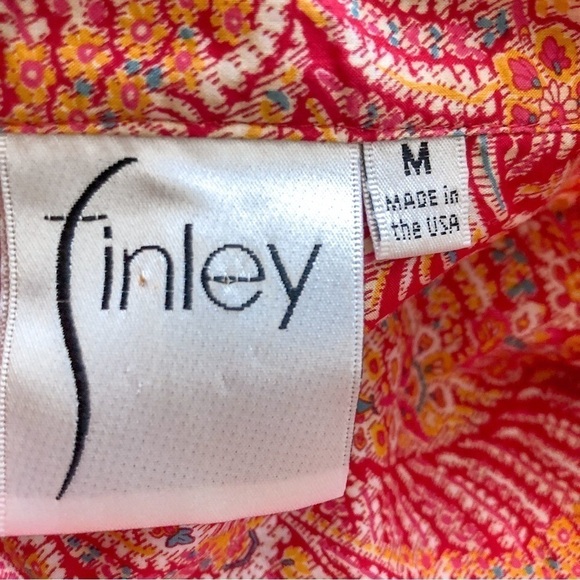 finley
M
MADE in
the USA